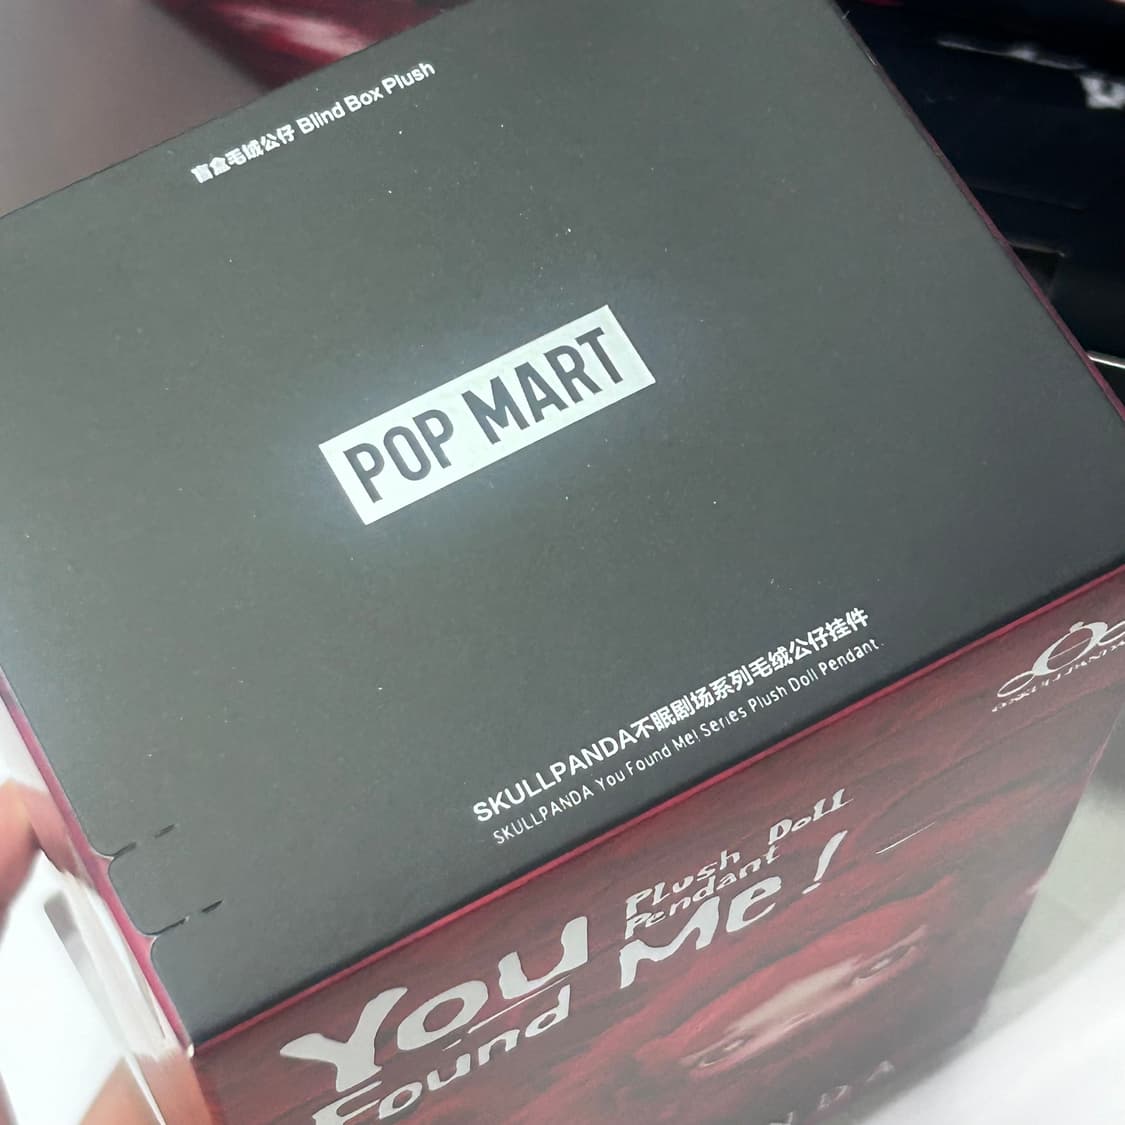 盲盒毛绒公仔 Blind Box Plush
POP MART
SKULLPANDA不眠剧场系列毛绒公仔挂件
SKULLPANDA You Found Me! Series Plush Doll Pendant
SKULLPANDA
Plush Doll
Pendant
You
Me!
Found